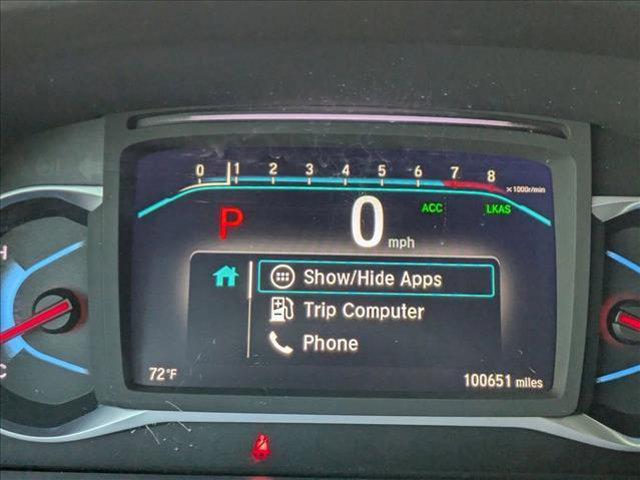 0 1 2 3 4 5 6 7 8
x1000r/min
P 0 mph ACC LKAS
Show/Hide Apps
Trip Computer
Phone
72°F 100651 miles
H
C